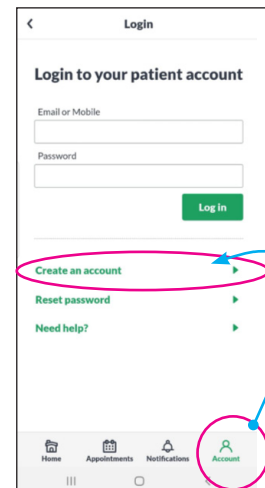 Login
Login to your patient account
Email or Mobile
Password
Log in
Create an account
Reset password
Need help?
Home Appointments Notifications Account